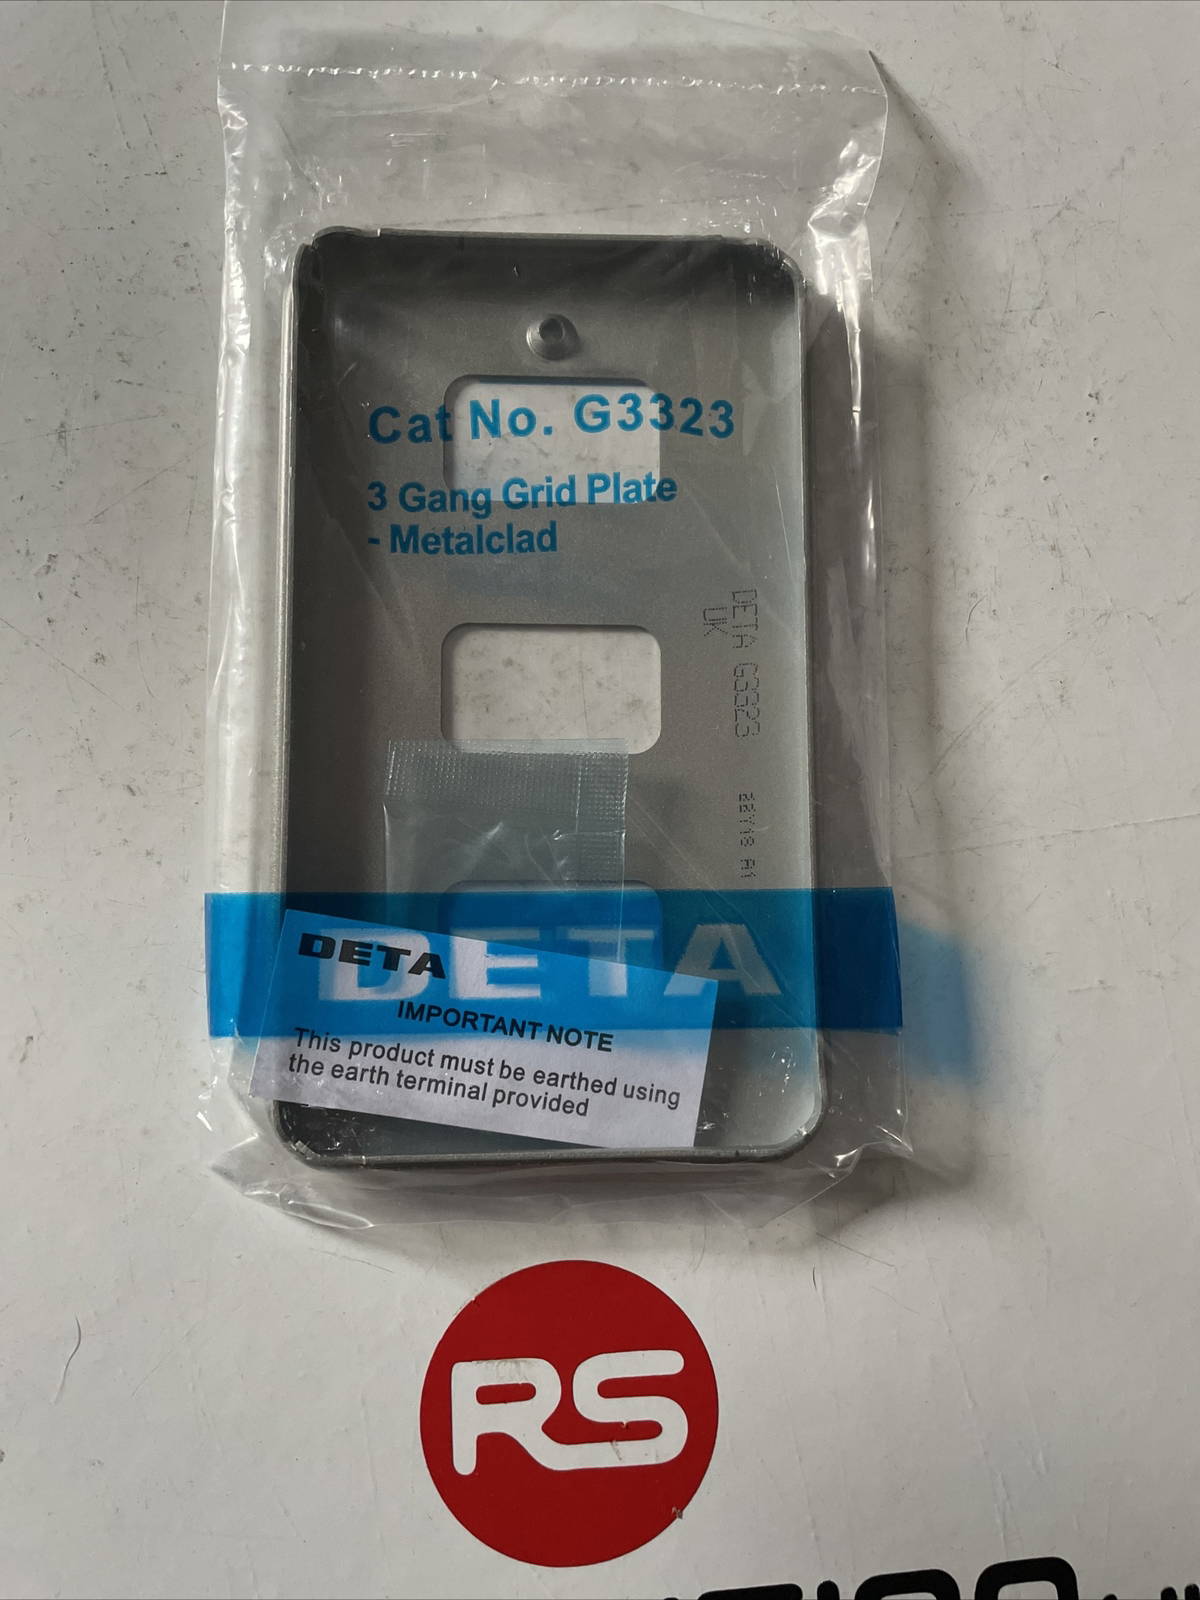 Cat No. G3323
3 Gang Grid Plate
- Metalclad
DETA G3323
UK
DETA
DETA
IMPORTANT NOTE
This product must be earthed using
the earth terminal provided
RS